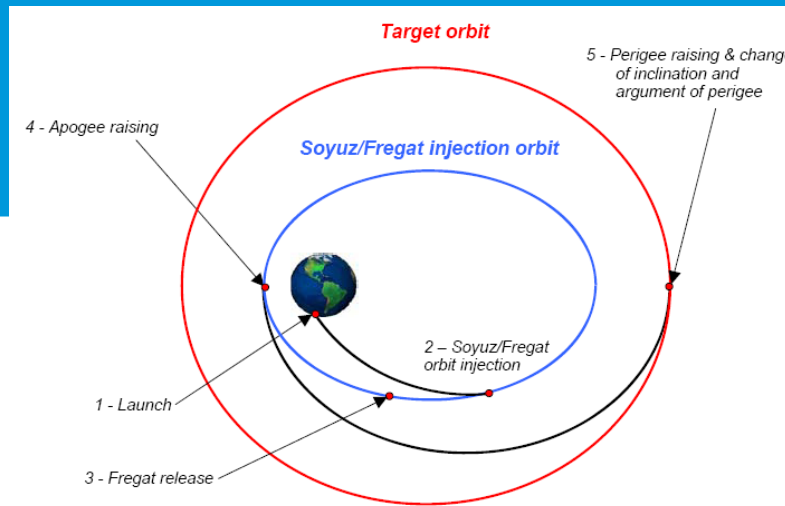 Target orbit
5 - Perigee raising & change
of inclination and
argument of perigee
4 - Apogee raising
Soyuz/Fregat injection orbit
2 – Soyuz/Fregat
orbit injection
1 - Launch
3 - Fregat release